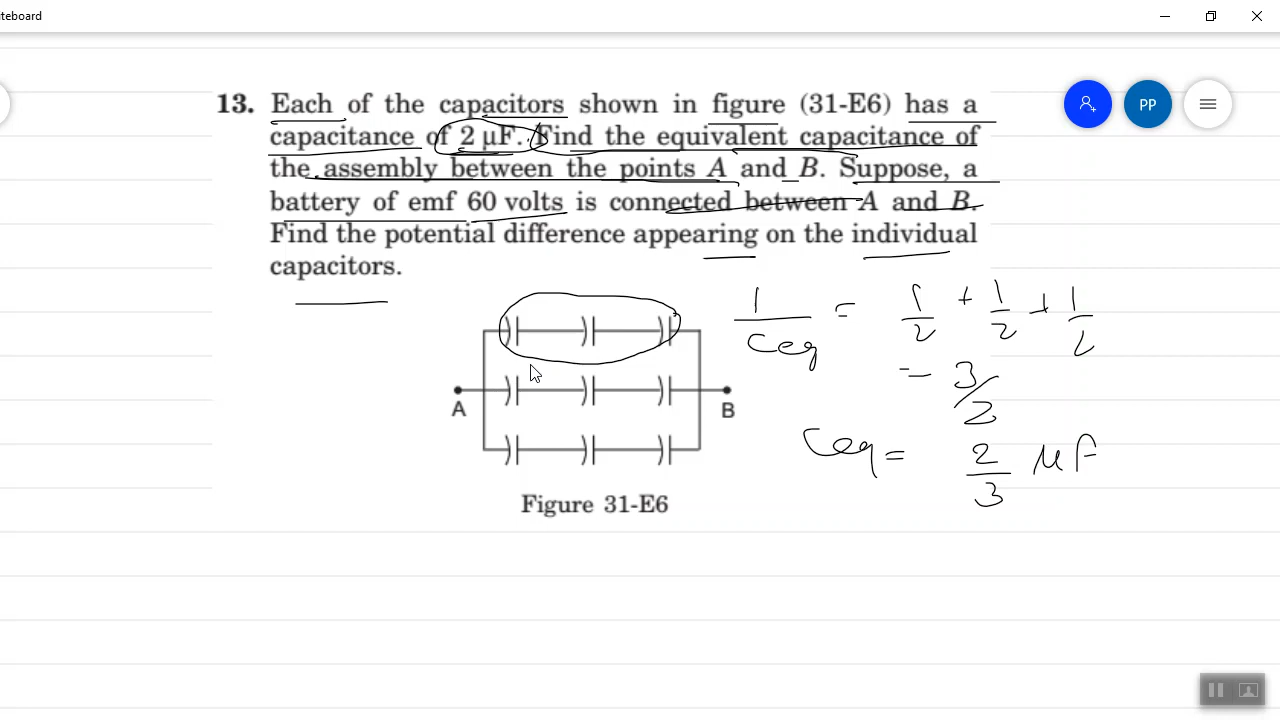 teboard
PP
13. Each of the capacitors shown in figure (31-E6) has a
capacitance of 2 μF. Find the equivalent capacitance of
the assembly between the points A and B. Suppose, a
battery of emf 60 volts is connected between A and B.
Find the potential difference appearing on the individual
capacitors.
1/Ceq = 1/2 + 1/2 + 1/2
= 3/2
Ceq = 2/3 μF
A
B
Figure 31-E6